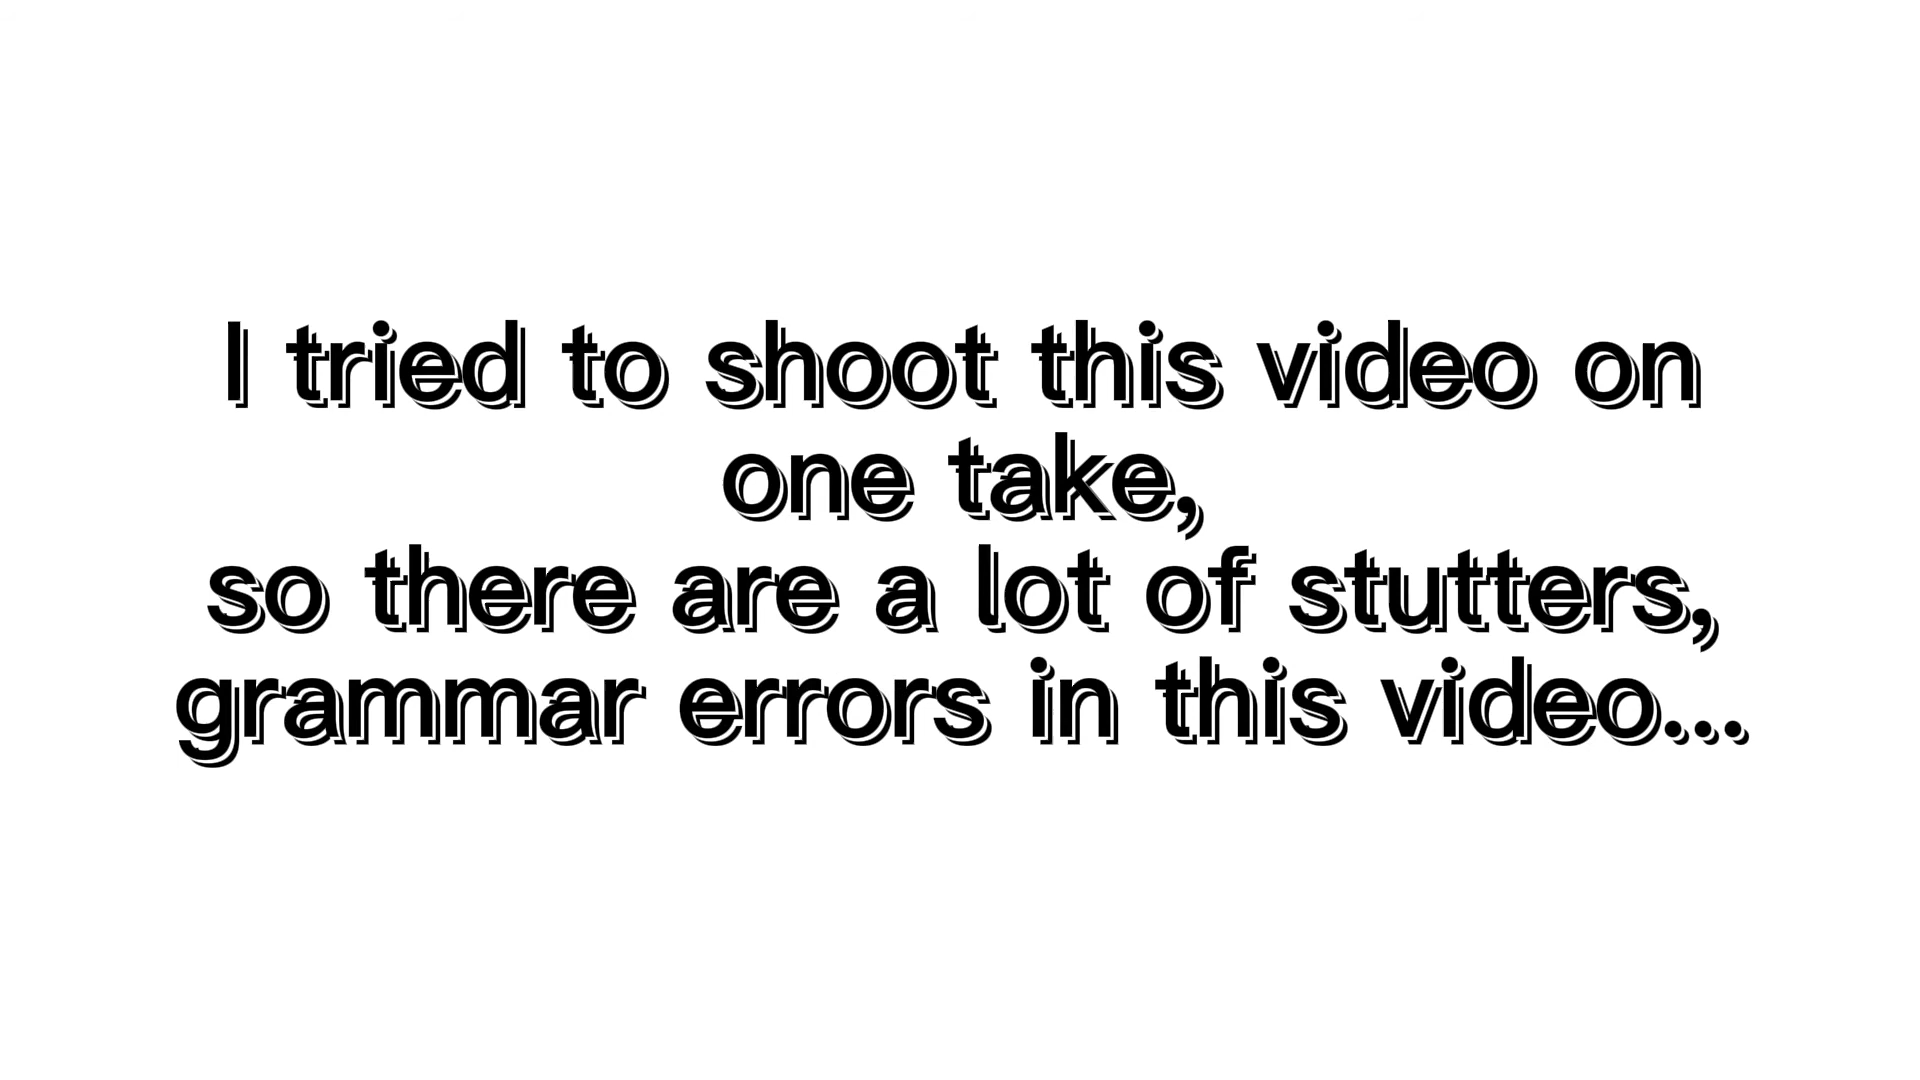 I tried to shoot this video on
one take,
so there are a lot of stutters,
grammar errors in this video...